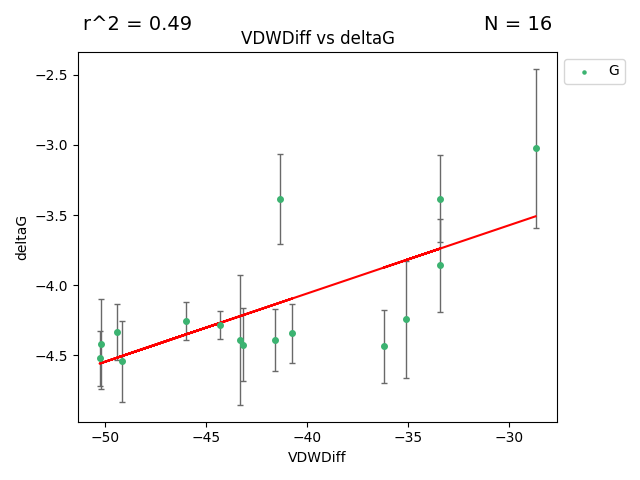 r^2 = 0.49
N = 16
VDWDiff vs deltaG
G
−2.5
−3.0
−3.5
−4.0
−4.5
deltaG
−50
−45
−40
−35
−30
VDWDiff